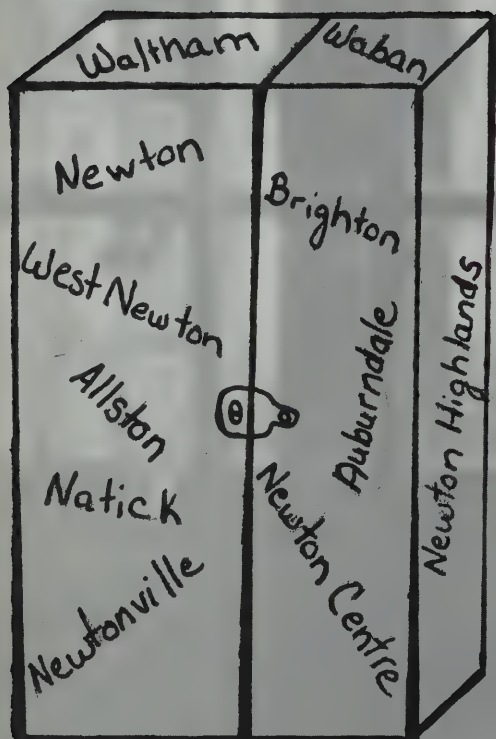 Waltham
Waban
Newton
Brighton
West Newton
Allston
Auburndale
Newton Highlands
Natick
Newton Centre
Newtonville